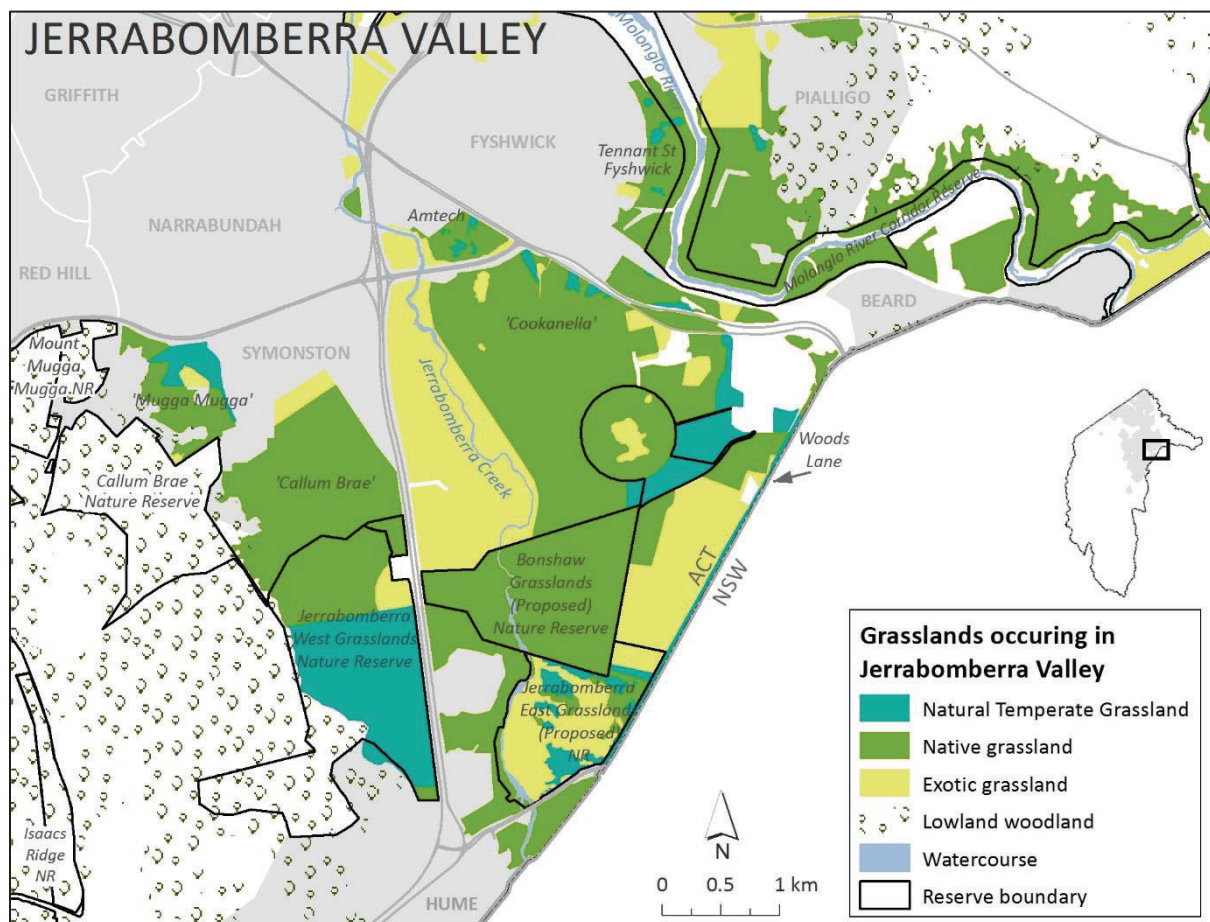 JERRABOMBERRA VALLEY
GRIFFITH
FYSHWICK
Molonglo Ri
PIALLIGO
Tennant St
Fyshwick
Amtech
NARRABUNDAH
RED HILL
Molonglo River Corridor Reserve
BEARD
'Cookanella'
SYMONSTON
Mount
Mugga
Mugga NR
'Mugga Mugga'
Jerrabomberra Creek
Woods
Lane
Callum Brae
Nature Reserve
'Callum Brae'
Bonshaw
Grasslands
(Proposed)
Nature Reserve
ACT
NSW
Jerrabomberra
West Grasslands
Nature Reserve
Jerrabomberra
East Grasslands
(Proposed)
NR
Isaacs
Ridge
NR
HUME
N
0 0.5 1 km
Grasslands occuring in
Jerrabomberra Valley
Natural Temperate Grassland
Native grassland
Exotic grassland
Lowland woodland
Watercourse
Reserve boundary